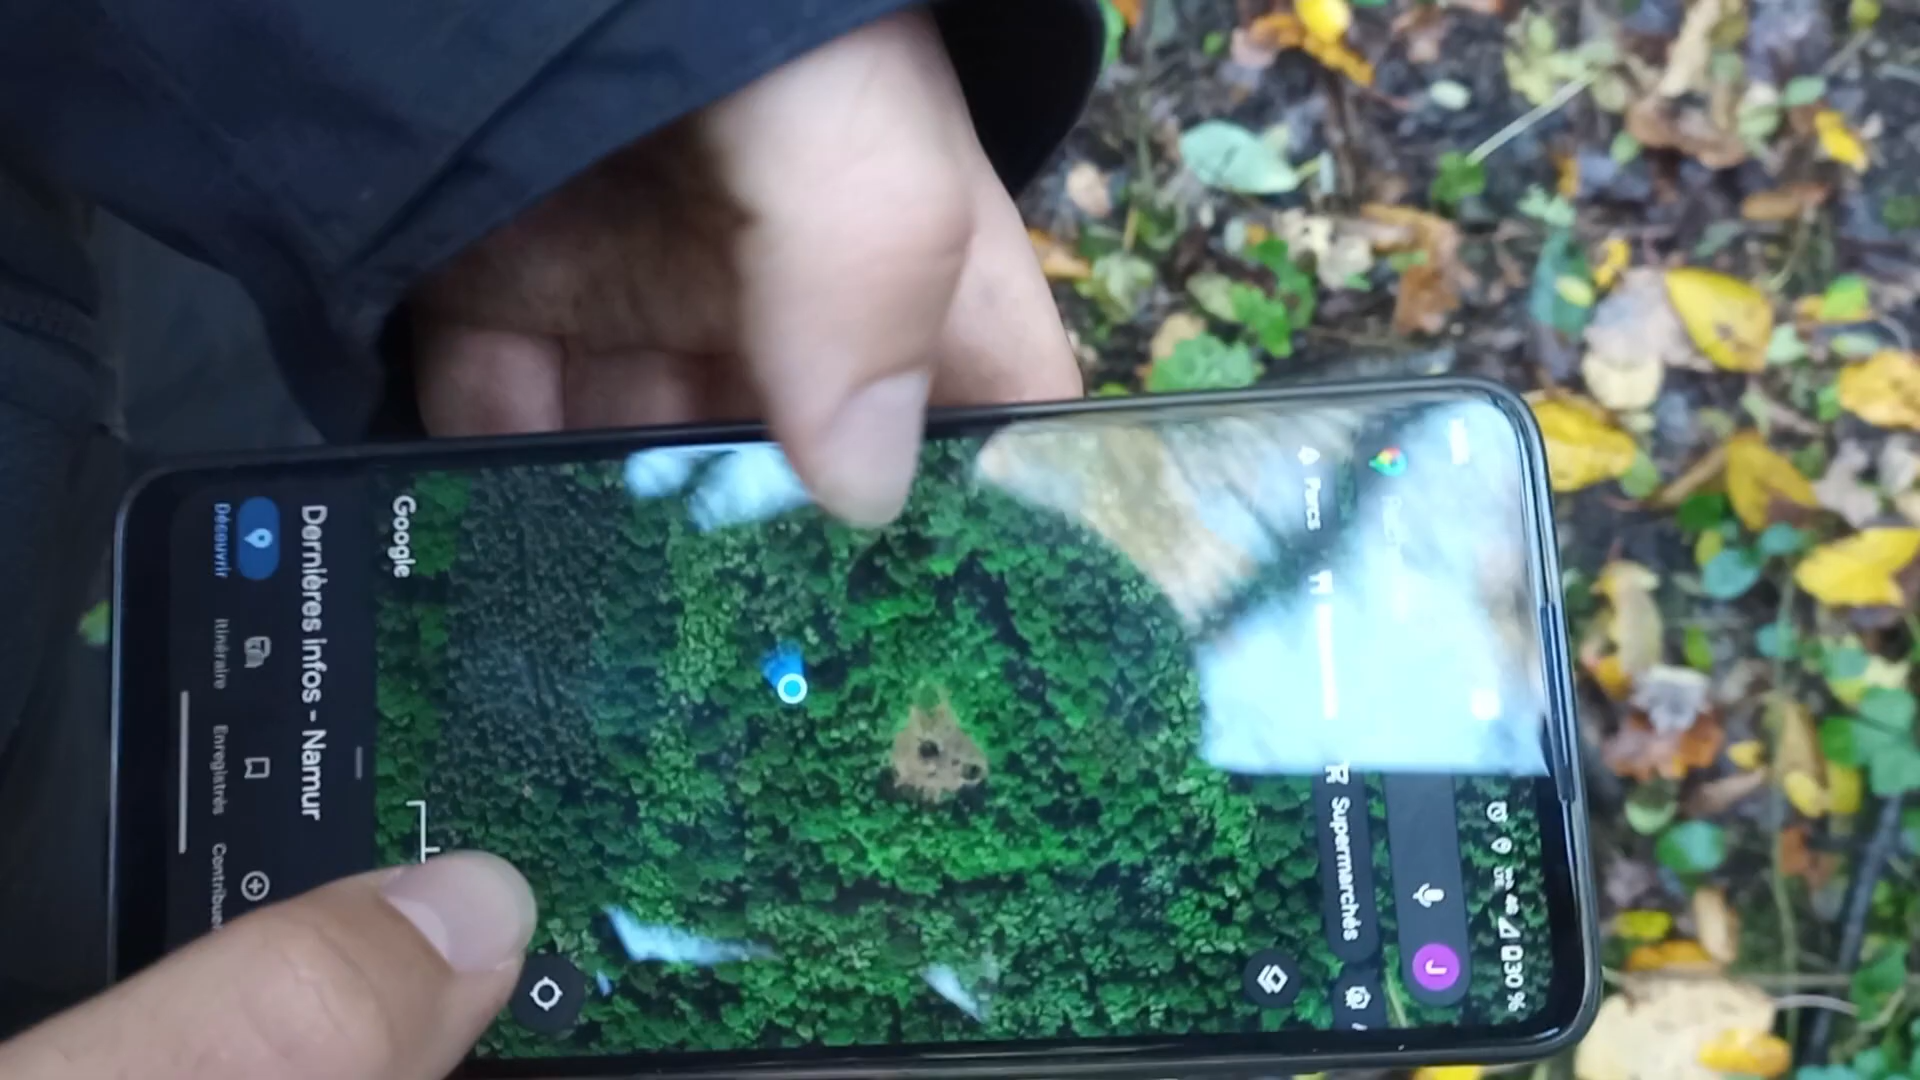 30 %
J
Parcs
Supermarchés
Google
Dernières infos - Namur
Découvrir
Itinéraire
Enregistrés